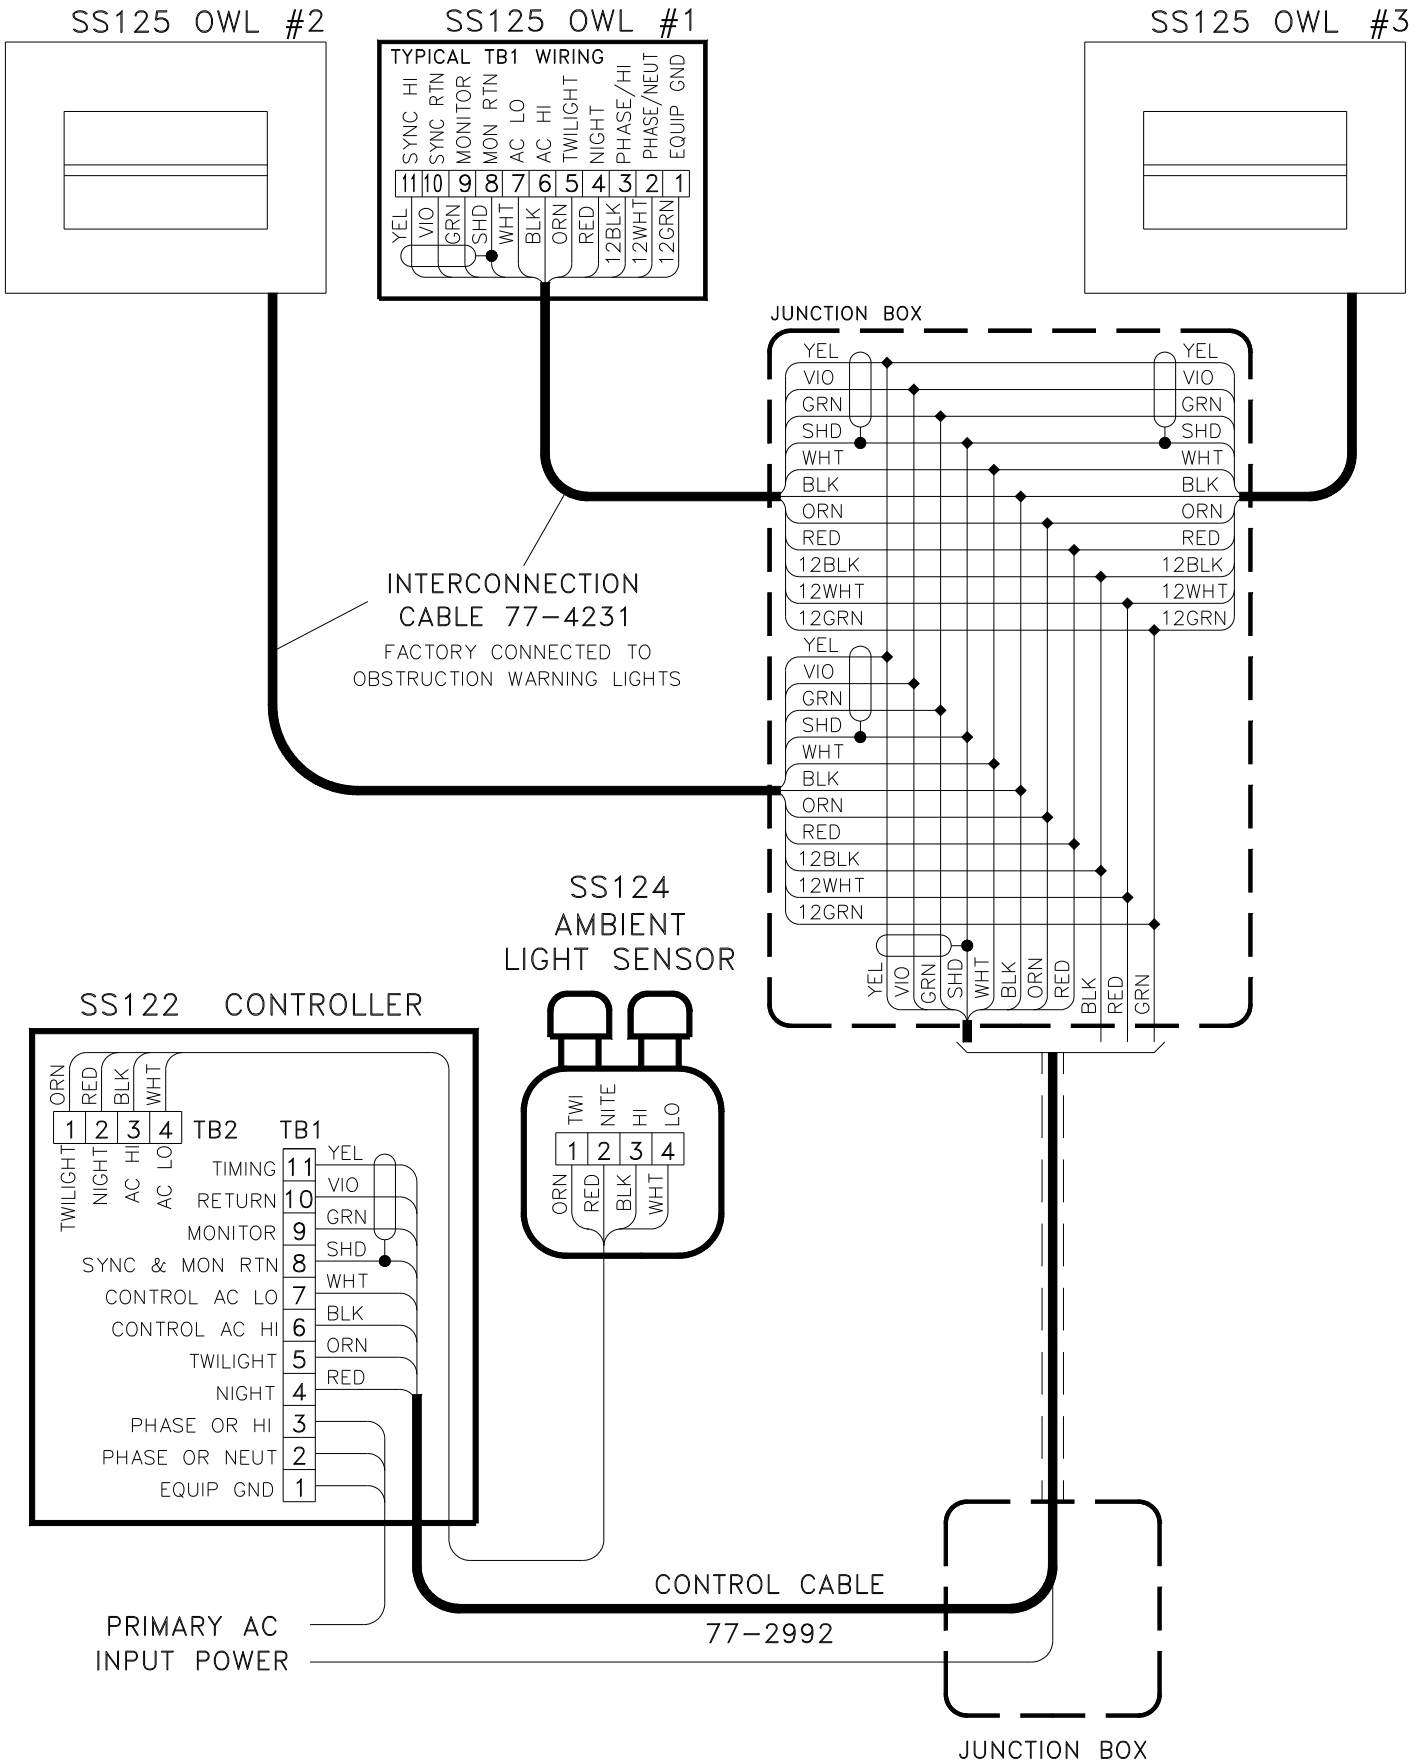 SS125 OWL #2
SS125 OWL #1
SS125 OWL #3
TYPICAL TB1 WIRING
SYNC HI
SYNC RTN
MONITOR
MON RTN
AC LO
AC HI
TWILIGHT
NIGHT
PHASE/HI
PHASE/NEUT
EQUIP GND
11 10 9 8 7 6 5 4 3 2 1
YEL
VIO
GRN
SHD
WHT
BLK
ORN
RED
12BLK
12WHT
12GRN
JUNCTION BOX
YEL YEL
VIO VIO
GRN GRN
SHD SHD
WHT WHT
BLK BLK
ORN ORN
RED RED
12BLK 12BLK
12WHT 12WHT
12GRN 12GRN
INTERCONNECTION
CABLE 77-4231
FACTORY CONNECTED TO
OBSTRUCTION WARNING LIGHTS
YEL
VIO
GRN
SHD
WHT
BLK
ORN
RED
12BLK
12WHT
12GRN
YEL
VIO
GRN
SHD
WHT
BLK
ORN
RED
BLK
RED
GRN
SS124
AMBIENT
LIGHT SENSOR
TWI
NITE
HI
LO
1 2 3 4
ORN
RED
BLK
WHT
SS122 CONTROLLER
ORN
RED
BLK
WHT
1 2 3 4 TB2
TWILIGHT
NIGHT
AC HI
AC LO
TB1
TIMING 11 YEL
RETURN 10 VIO
MONITOR 9 GRN
SYNC & MON RTN 8 SHD
CONTROL AC LO 7 WHT
CONTROL AC HI 6 BLK
TWILIGHT 5 ORN
NIGHT 4 RED
PHASE OR HI 3
PHASE OR NEUT 2
EQUIP GND 1
PRIMARY AC
INPUT POWER
CONTROL CABLE
77-2992
JUNCTION BOX